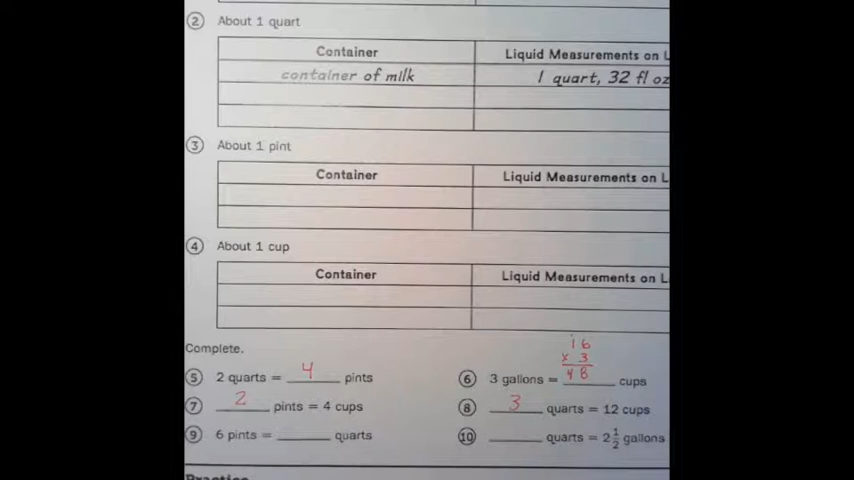 2 About 1 quart
Container Liquid Measurements on L
container of milk 1 quart, 32 fl oz
3 About 1 pint
Container Liquid Measurements on L
4 About 1 cup
Container Liquid Measurements on L
16
x 3
Complete.
5 2 quarts = 4 pints 6 3 gallons = 48 cups
7 2 pints = 4 cups 8 3 quarts = 12 cups
9 6 pints = ____ quarts 10 ____ quarts = 2 1/2 gallons
Practice